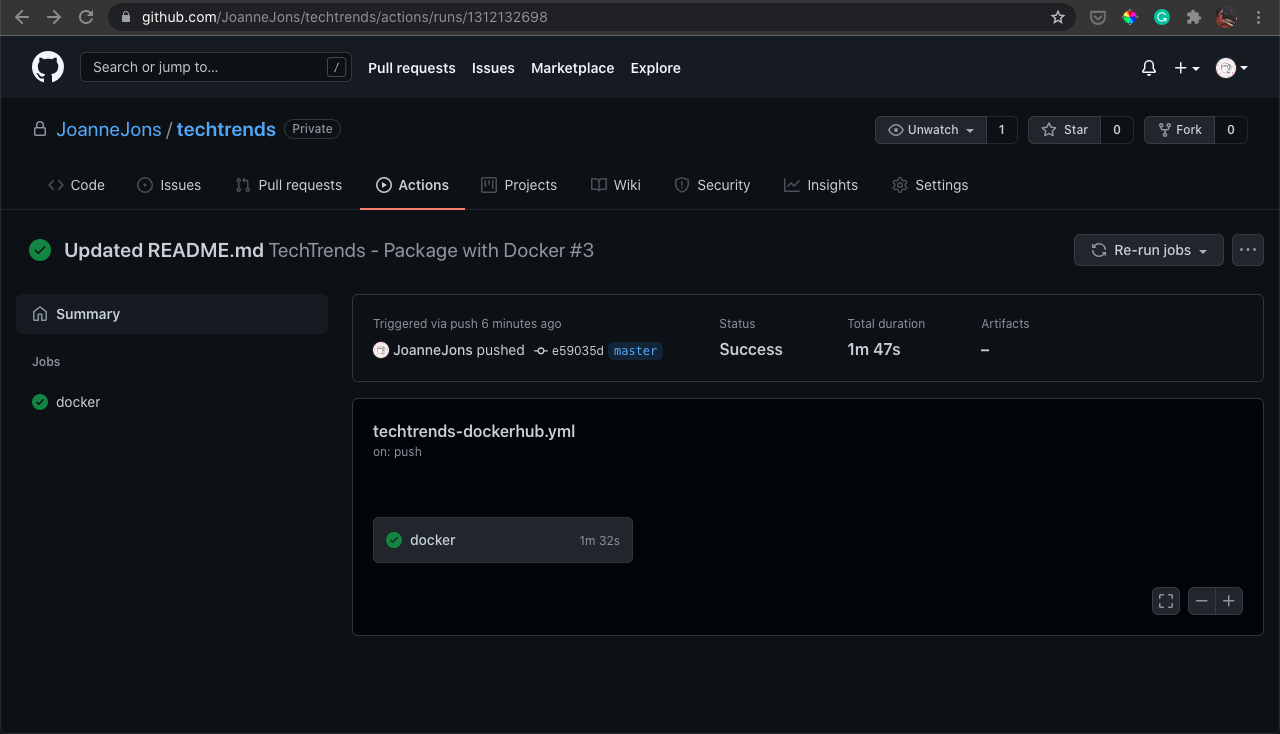 github.com/JoanneJons/techtrends/actions/runs/1312132698
Search or jump to… /
Pull requests Issues Marketplace Explore
JoanneJons / techtrends Private
Unwatch 1 Star 0 Fork 0
Code Issues Pull requests Actions Projects Wiki Security Insights Settings
Updated README.md TechTrends - Package with Docker #3
Re-run jobs
Summary
Jobs
docker
Triggered via push 6 minutes ago Status Total duration Artifacts
JoanneJons pushed e59035d master Success 1m 47s –
techtrends-dockerhub.yml
on: push
docker 1m 32s